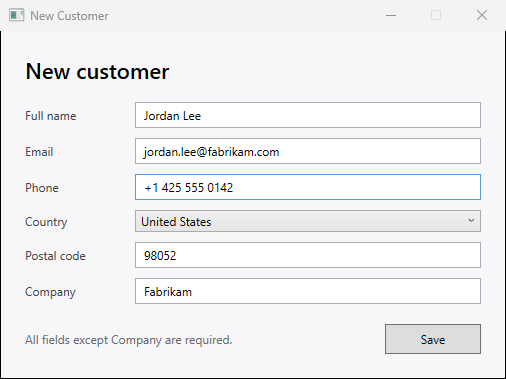 New Customer
New customer
Full name Jordan Lee
Email jordan.lee@fabrikam.com
Phone +1 425 555 0142
Country United States
Postal code 98052
Company Fabrikam
All fields except Company are required. Save